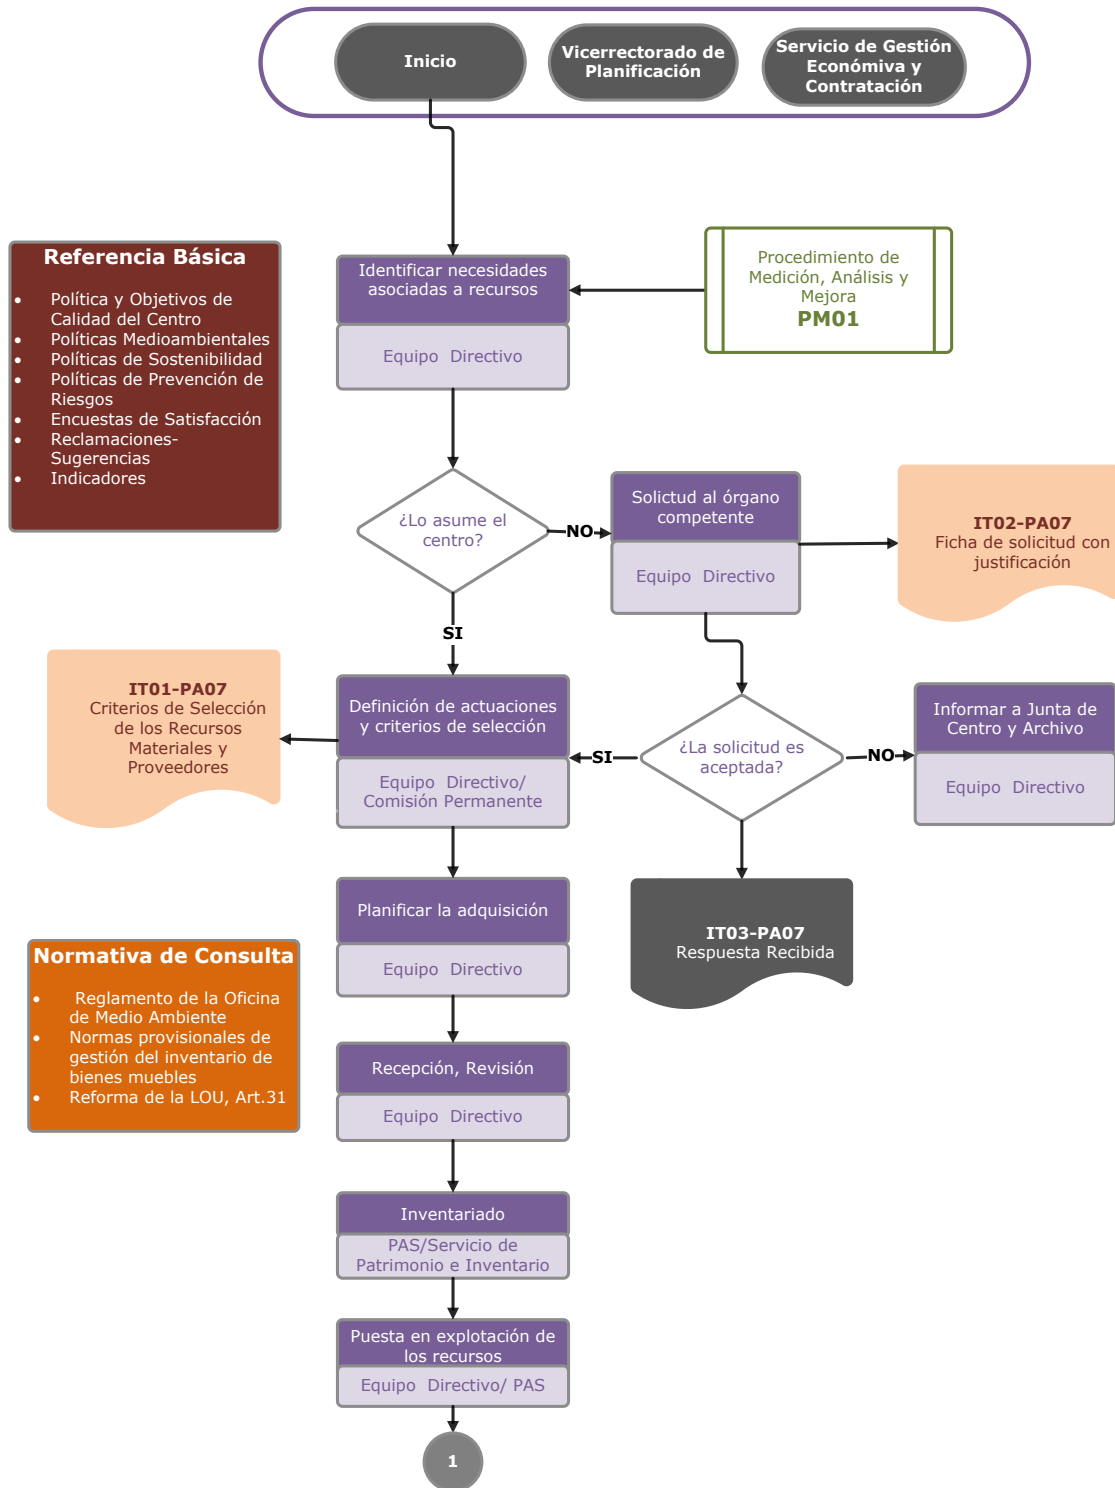 Inicio
Vicerrectorado de
Planificación
Servicio de Gestión
Económiva y
Contratación
Referencia Básica
• Política y Objetivos de
Calidad del Centro
• Políticas Medioambientales
• Políticas de Sostenibilidad
• Políticas de Prevención de
Riesgos
• Encuestas de Satisfacción
• Reclamaciones-
Sugerencias
• Indicadores
Identificar necesidades
asociadas a recursos
Equipo Directivo
Procedimiento de
Medición, Análisis y
Mejora
PM01
¿Lo asume el
centro?
NO
Solictud al órgano
competente
Equipo Directivo
IT02-PA07
Ficha de solicitud con
justificación
SI
IT01-PA07
Criterios de Selección
de los Recursos
Materiales y
Proveedores
Definición de actuaciones
y criterios de selección
Equipo Directivo/
Comisión Permanente
SI
¿La solicitud es
aceptada?
NO
Informar a Junta de
Centro y Archivo
Equipo Directivo
Planificar la adquisición
Equipo Directivo
IT03-PA07
Respuesta Recibida
Normativa de Consulta
• Reglamento de la Oficina
de Medio Ambiente
• Normas provisionales de
gestión del inventario de
bienes muebles
• Reforma de la LOU, Art.31
Recepción, Revisión
Equipo Directivo
Inventariado
PAS/Servicio de
Patrimonio e Inventario
Puesta en explotación de
los recursos
Equipo Directivo/ PAS
1